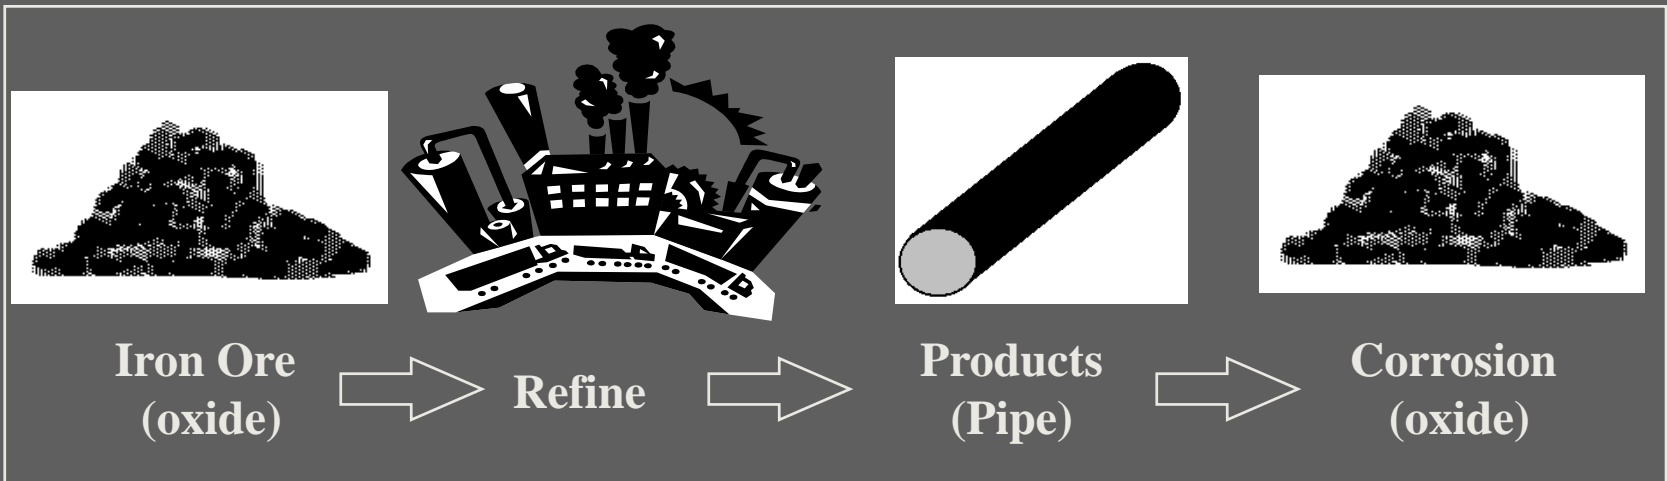 Iron Ore
(oxide)
Refine
Products
(Pipe)
Corrosion
(oxide)